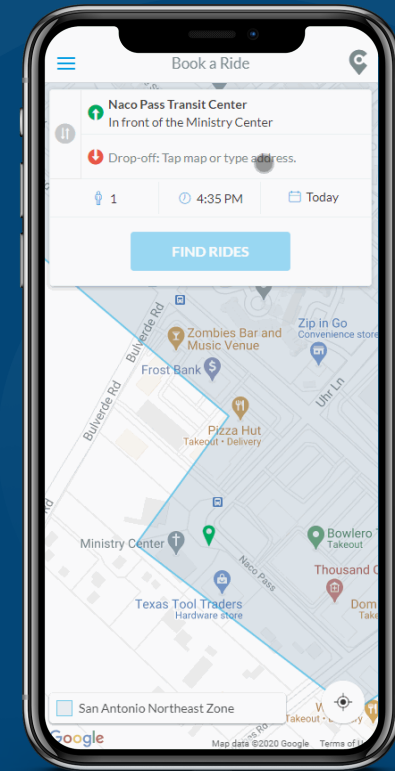 Book a Ride
Naco Pass Transit Center
In front of the Ministry Center
Drop-off: Tap map or type address.
1
4:35 PM
Today
FIND RIDES
Bulverde Rd
Zombies Bar and
Music Venue
Zip in Go
Convenience store
Frost Bank
Uhr Ln
Bulverde Rd
Pizza Hut
Takeout • Delivery
Ministry Center
Bowlero
Takeout
Naco Pass
Thousand
Texas Tool Traders
Hardware store
San Antonio Northeast Zone
Google
Map data ©2020 Google
Terms of